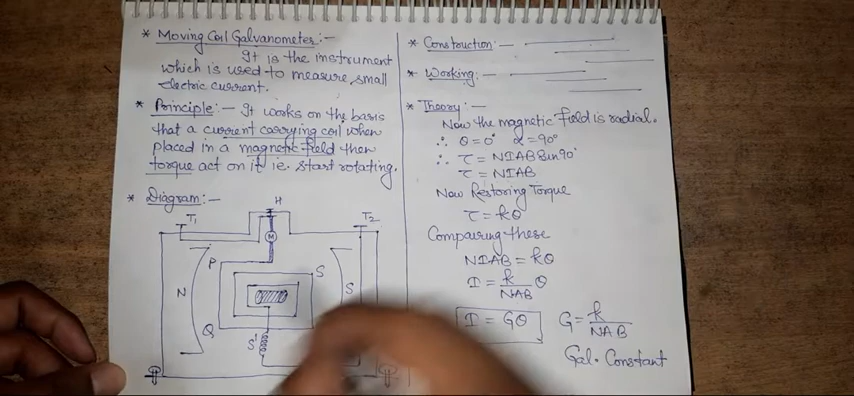 * Moving Coil Galvanometer:-
It is the instrument
which is used to measure small
electric current.
* Principle:- It works on the basis
that a current carrying coil when
placed in a magnetic field then
torque act on it ie. start rotating.
* Diagram:-
H
T1
T2
M
P
S
N
S
Q
S'
* Construction:-
* Working:-
* Theory:-
Now the magnetic field is radial.
∴ θ=0° α=90°
∴ τ = NIAB Sin90°
τ = NIAB
Now Restoring Torque
τ = kθ
Comparing these
NIAB = kθ
I = k/NAB θ
I = Gθ G = k/NAB
Gal. Constant